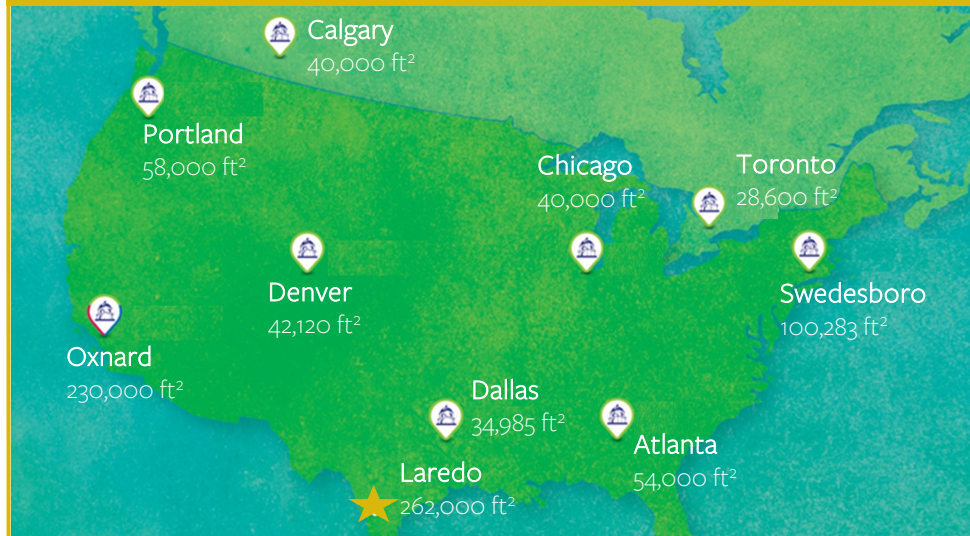 Calgary
40,000 ft²
Portland
58,000 ft²
Chicago
40,000 ft²
Toronto
28,600 ft²
Denver
42,120 ft²
Swedesboro
100,283 ft²
Oxnard
230,000 ft²
Dallas
34,985 ft²
Atlanta
54,000 ft²
Laredo
262,000 ft²